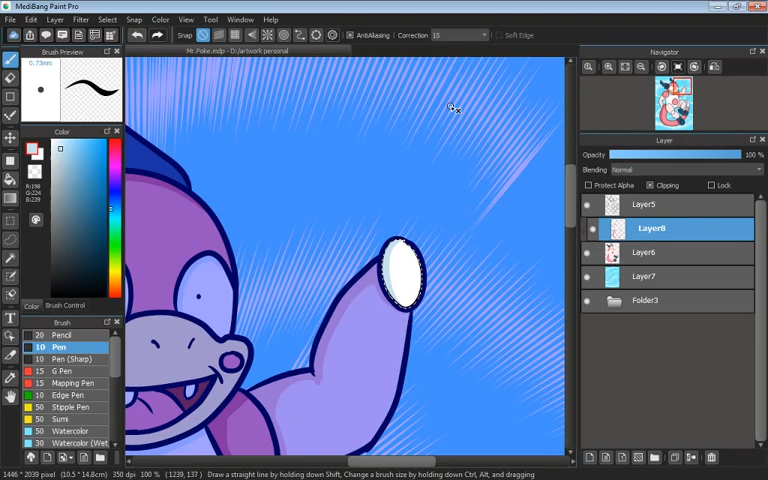 MediBang Paint Pro
File Edit Layer Filter Select Snap Color View Tool Window Help
Snap AntiAliasing Correction 15 Soft Edge
Brush Preview
Mr.Poke.mdp - D:/artwork personal
Navigator
0.73mm
Color
R:198
G:224
B:239
Color Brush Control
Brush
20 Pencil
10 Pen
10 Pen (Sharp)
15 G Pen
15 Mapping Pen
10 Edge Pen
50 Stipple Pen
50 Sumi
50 Watercolor
30 Watercolor (Wet
Layer
Opacity 100 %
Blending Normal
Protect Alpha Clipping Lock
Layer5
Layer8
Layer6
Layer7
Folder3
1446 * 2039 pixel (10.5 * 14.8cm) 350 dpi 100 % ( 1239, 137 ) Draw a straight line by holding down Shift, Change a brush size by holding down Ctrl, Alt, and dragging